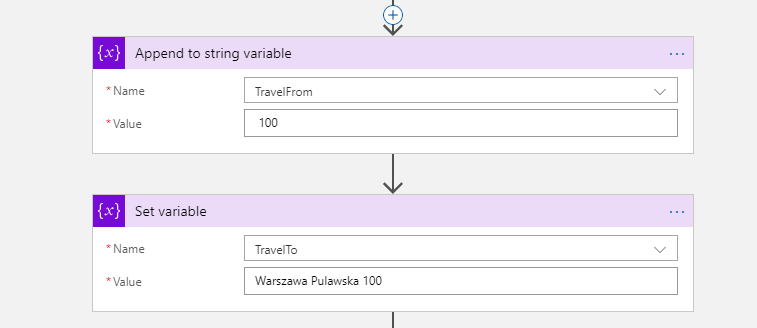 {x} Append to string variable ...
* Name TravelFrom
* Value 100
{x} Set variable ...
* Name TravelTo
* Value Warszawa Pulawska 100